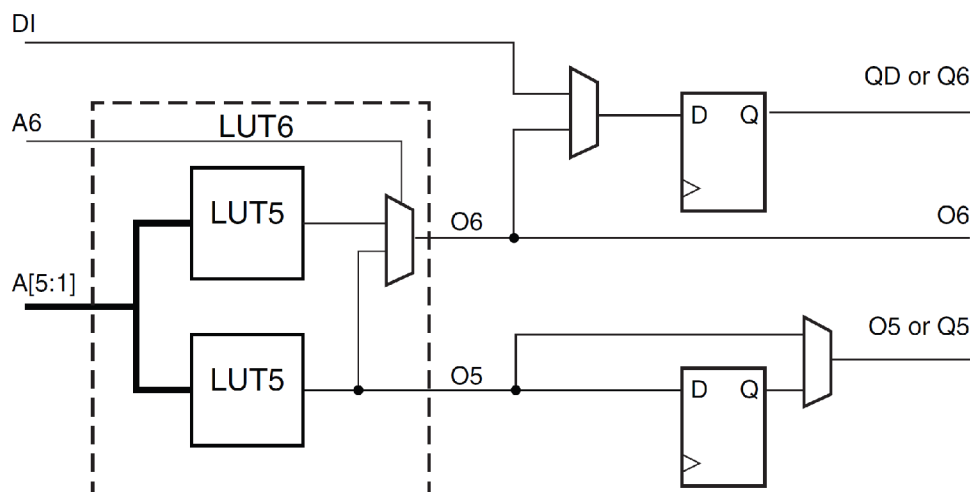 DI
QD or Q6
D Q
A6
LUT6
LUT5
O6
O6
A[5:1]
O5 or Q5
LUT5
O5
D Q